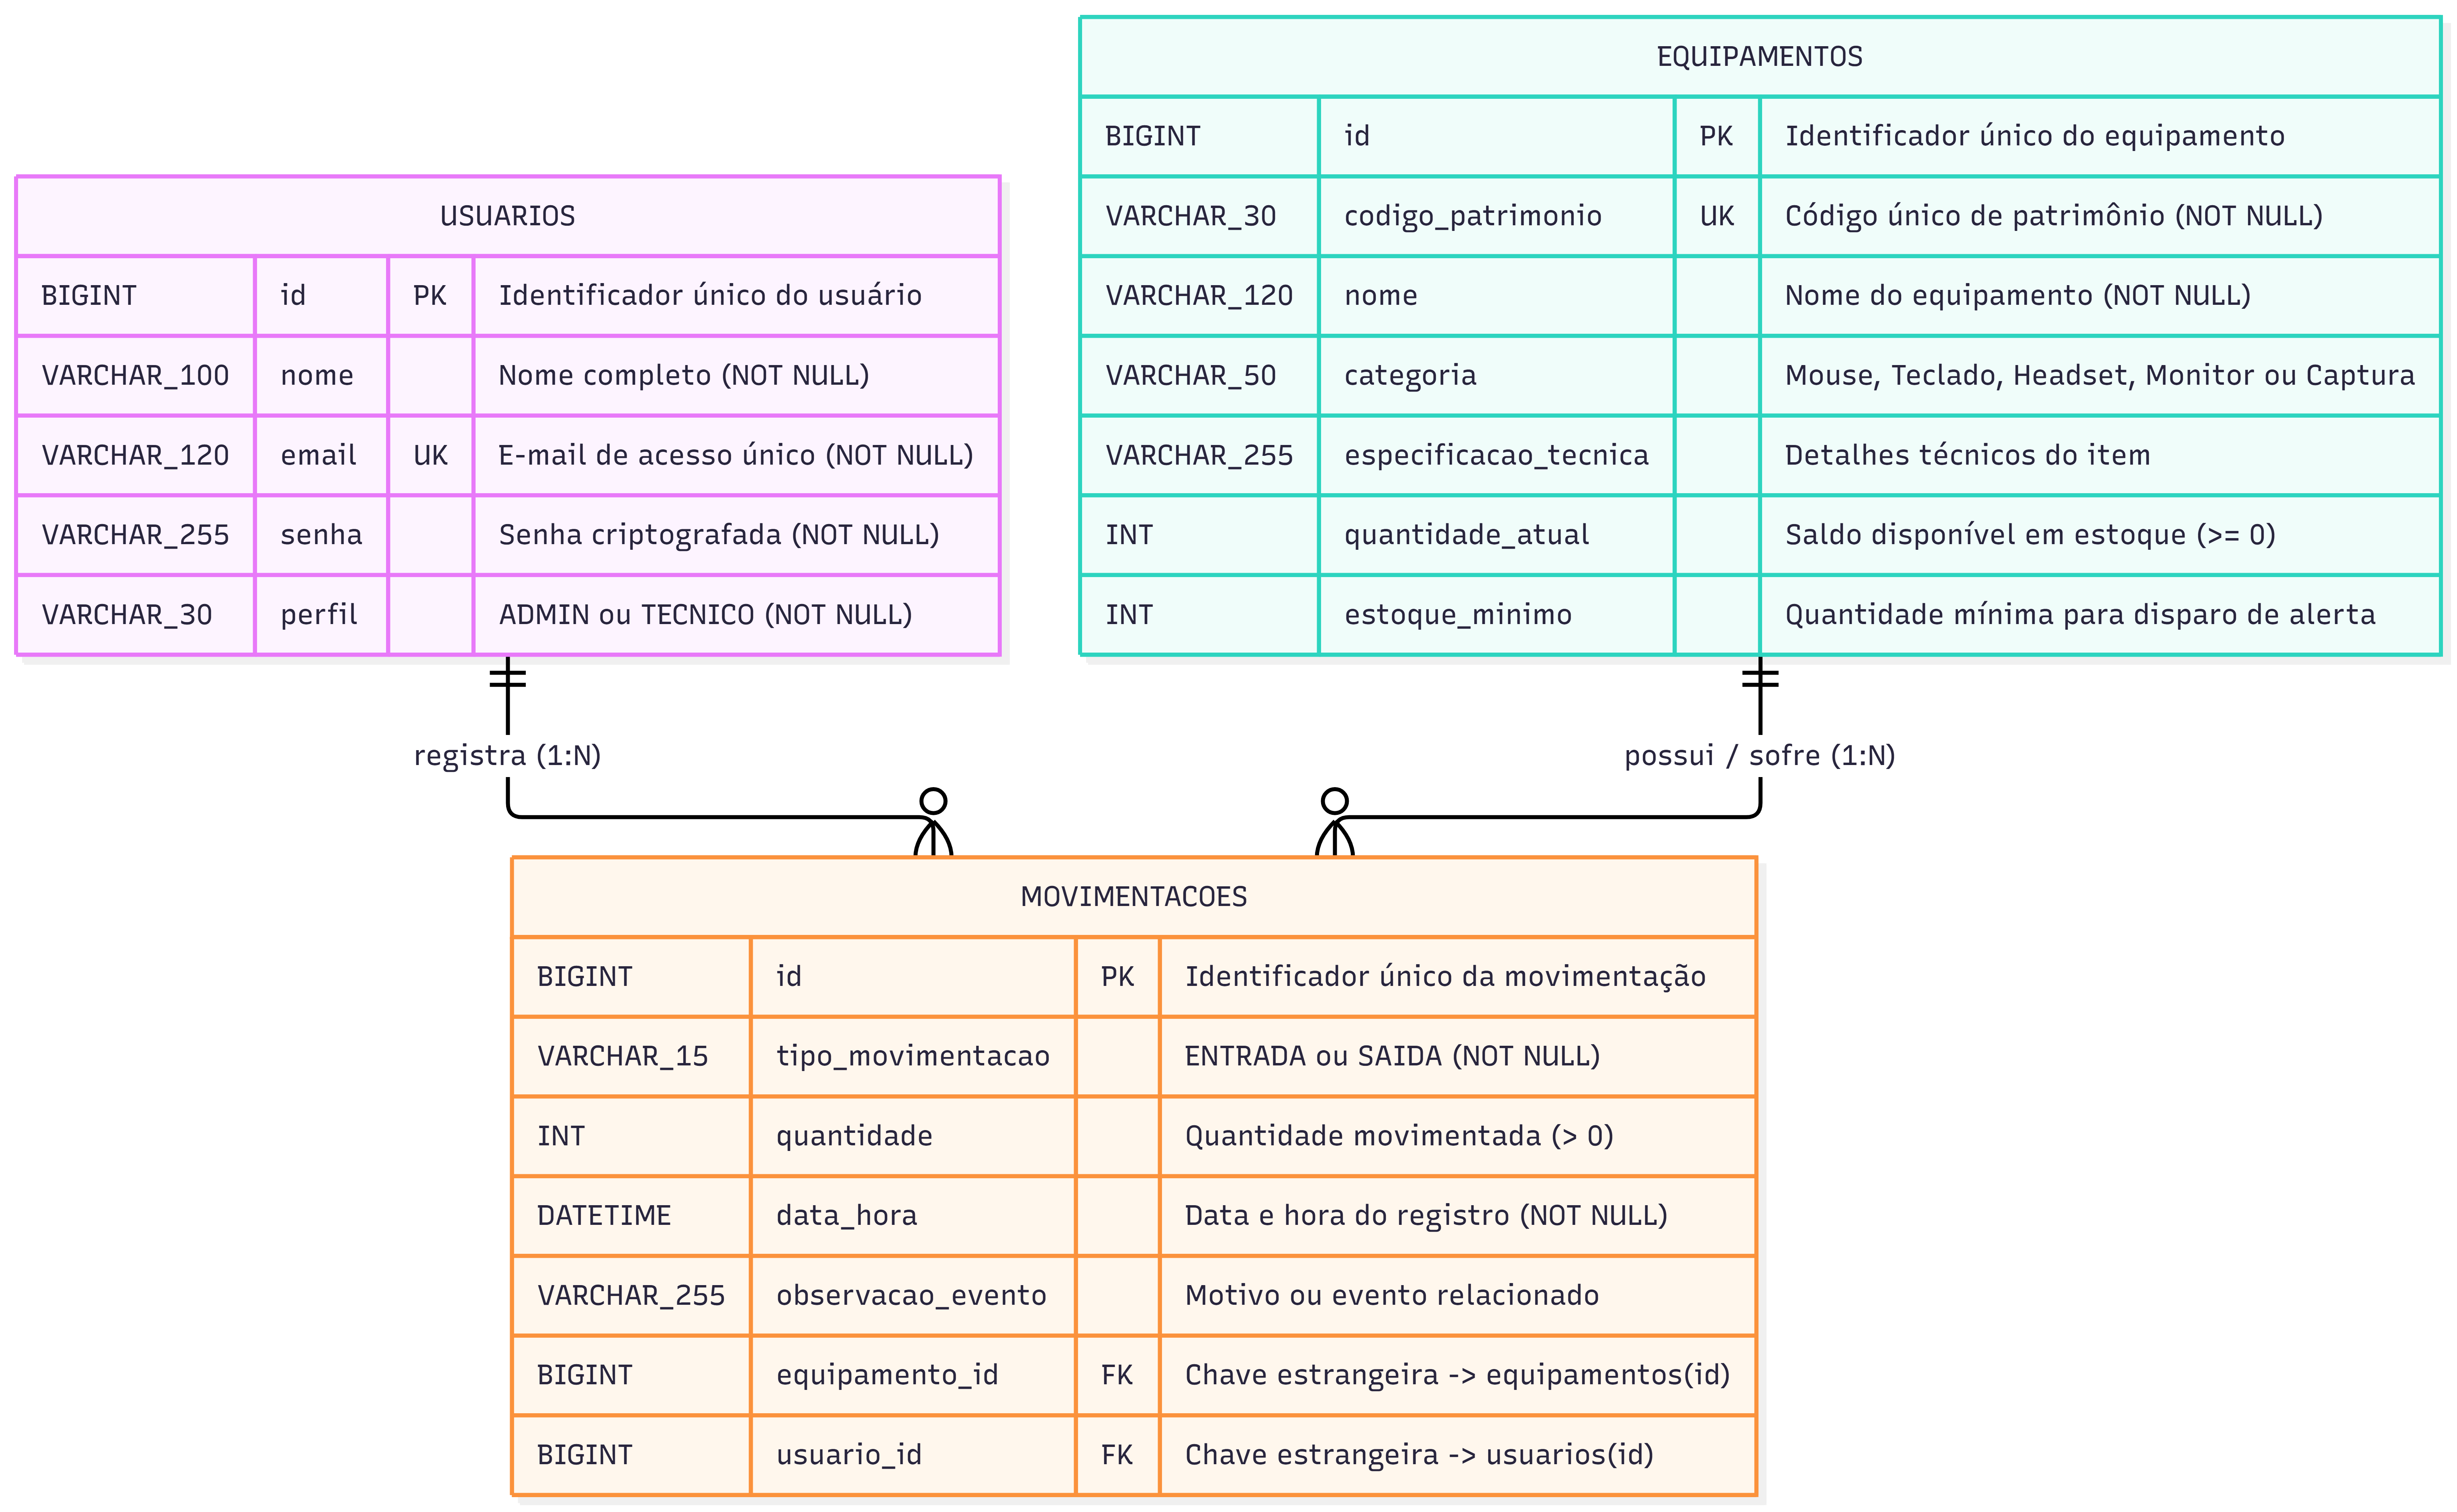 USUARIOS
BIGINT id PK Identificador único do usuário
VARCHAR_100 nome Nome completo (NOT NULL)
VARCHAR_120 email UK E-mail de acesso único (NOT NULL)
VARCHAR_255 senha Senha criptografada (NOT NULL)
VARCHAR_30 perfil ADMIN ou TECNICO (NOT NULL)
EQUIPAMENTOS
BIGINT id PK Identificador único do equipamento
VARCHAR_30 codigo_patrimonio UK Código único de patrimônio (NOT NULL)
VARCHAR_120 nome Nome do equipamento (NOT NULL)
VARCHAR_50 categoria Mouse, Teclado, Headset, Monitor ou Captura
VARCHAR_255 especificacao_tecnica Detalhes técnicos do item
INT quantidade_atual Saldo disponível em estoque (>= 0)
INT estoque_minimo Quantidade mínima para disparo de alerta
registra (1:N)
possui / sofre (1:N)
MOVIMENTACOES
BIGINT id PK Identificador único da movimentação
VARCHAR_15 tipo_movimentacao ENTRADA ou SAIDA (NOT NULL)
INT quantidade Quantidade movimentada (> 0)
DATETIME data_hora Data e hora do registro (NOT NULL)
VARCHAR_255 observacao_evento Motivo ou evento relacionado
BIGINT equipamento_id FK Chave estrangeira -> equipamentos(id)
BIGINT usuario_id FK Chave estrangeira -> usuarios(id)